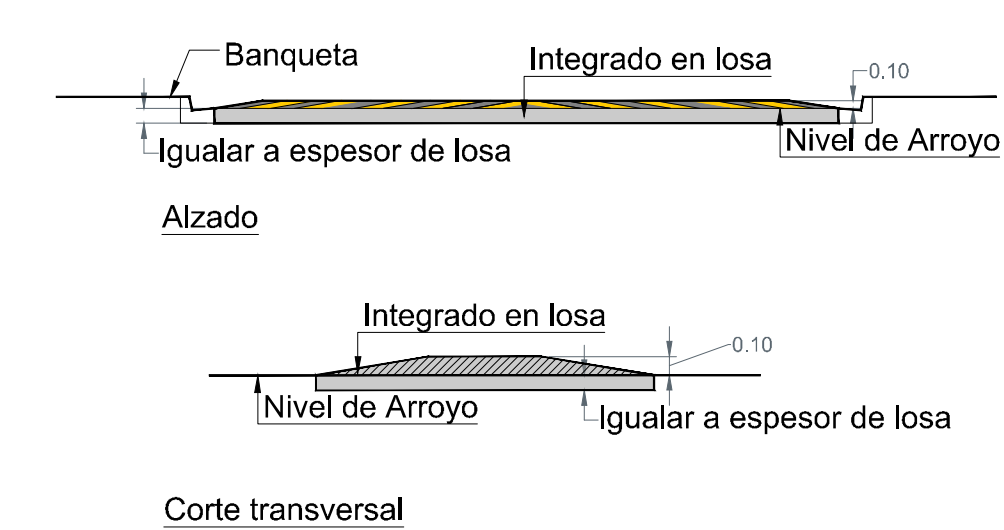 Banqueta
Integrado en losa
0.10
Igualar a espesor de losa
Nivel de Arroyo
Alzado
Integrado en losa
0.10
Nivel de Arroyo
Igualar a espesor de losa
Corte transversal